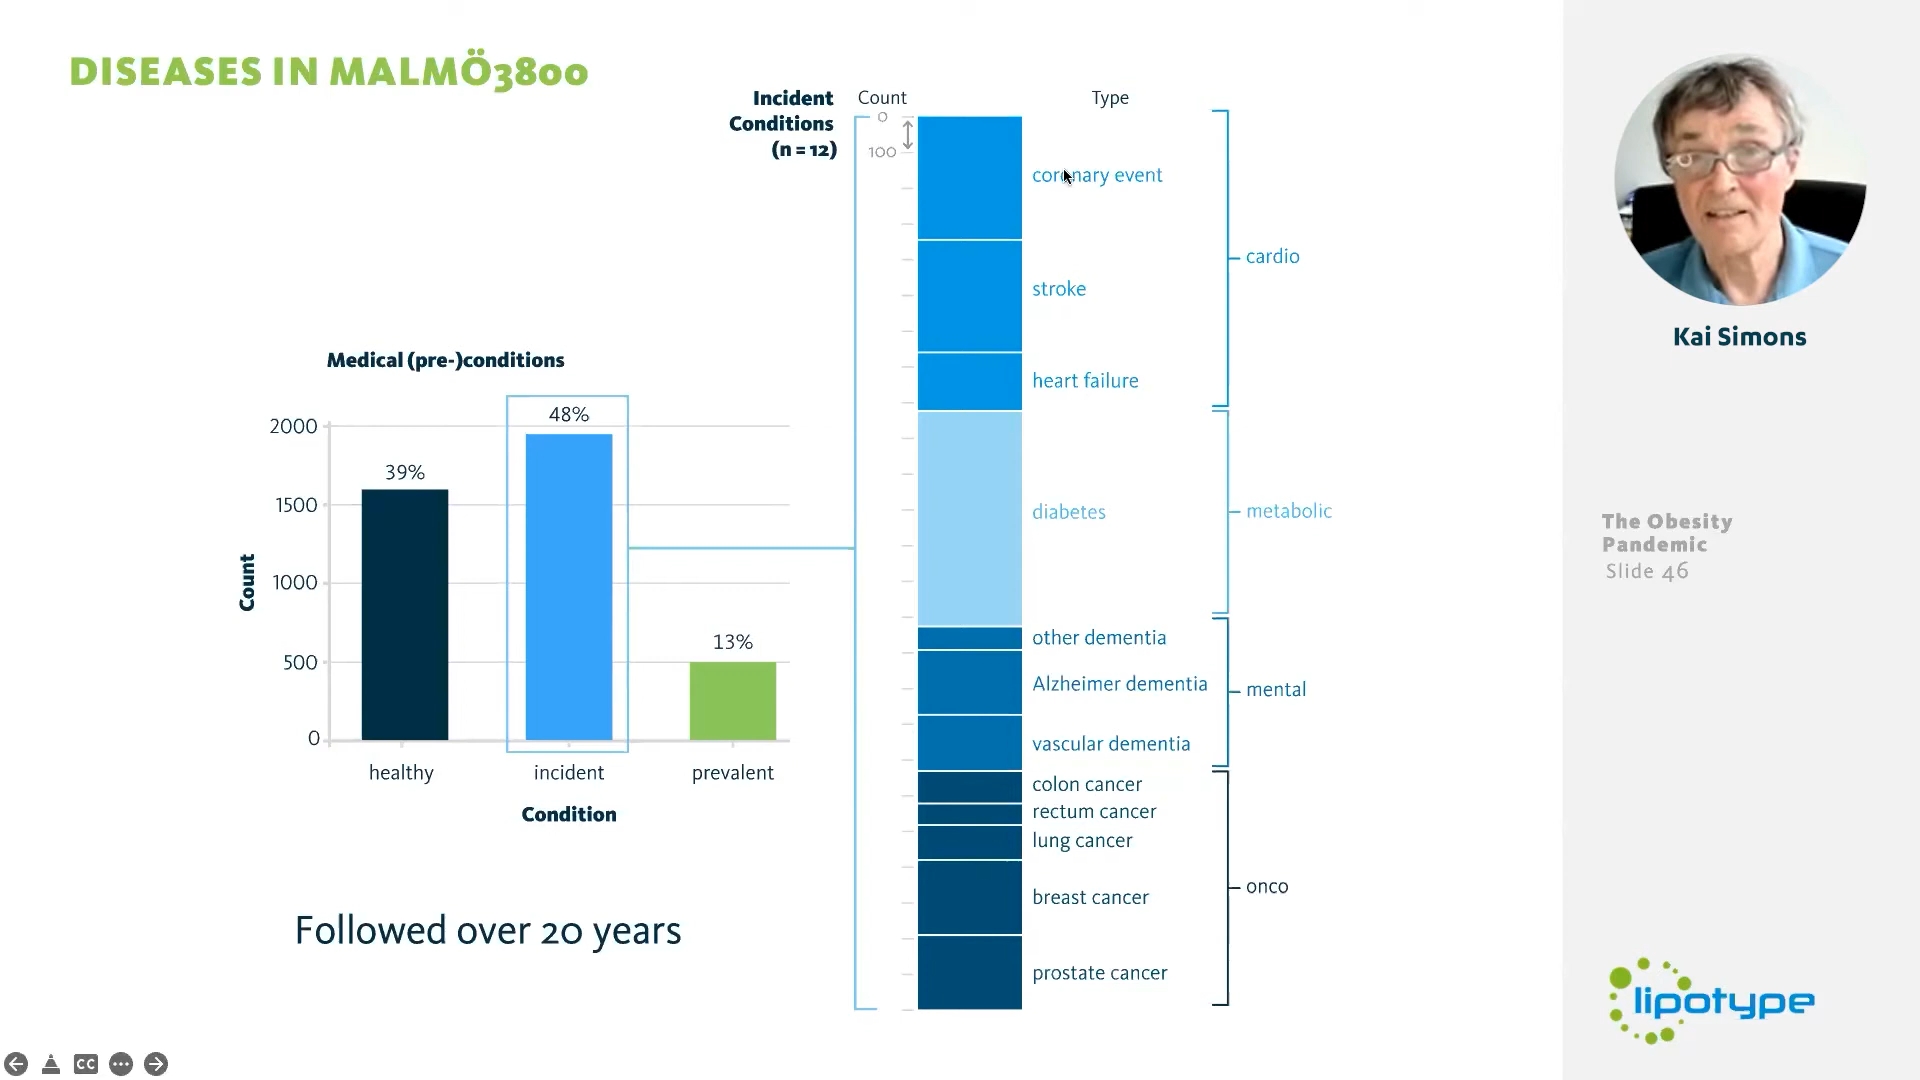 DISEASES IN MALMÖ3800
Incident
Conditions
(n = 12)
Count
Type
0
100
coronary event
stroke
heart failure
diabetes
other dementia
Alzheimer dementia
vascular dementia
colon cancer
rectum cancer
lung cancer
breast cancer
prostate cancer
cardio
metabolic
mental
onco
Medical (pre-)conditions
48%
39%
13%
2000
1500
1000
500
0
Count
healthy
incident
prevalent
Condition
Followed over 20 years
Kai Simons
The Obesity
Pandemic
Slide 46
lipotype
CC